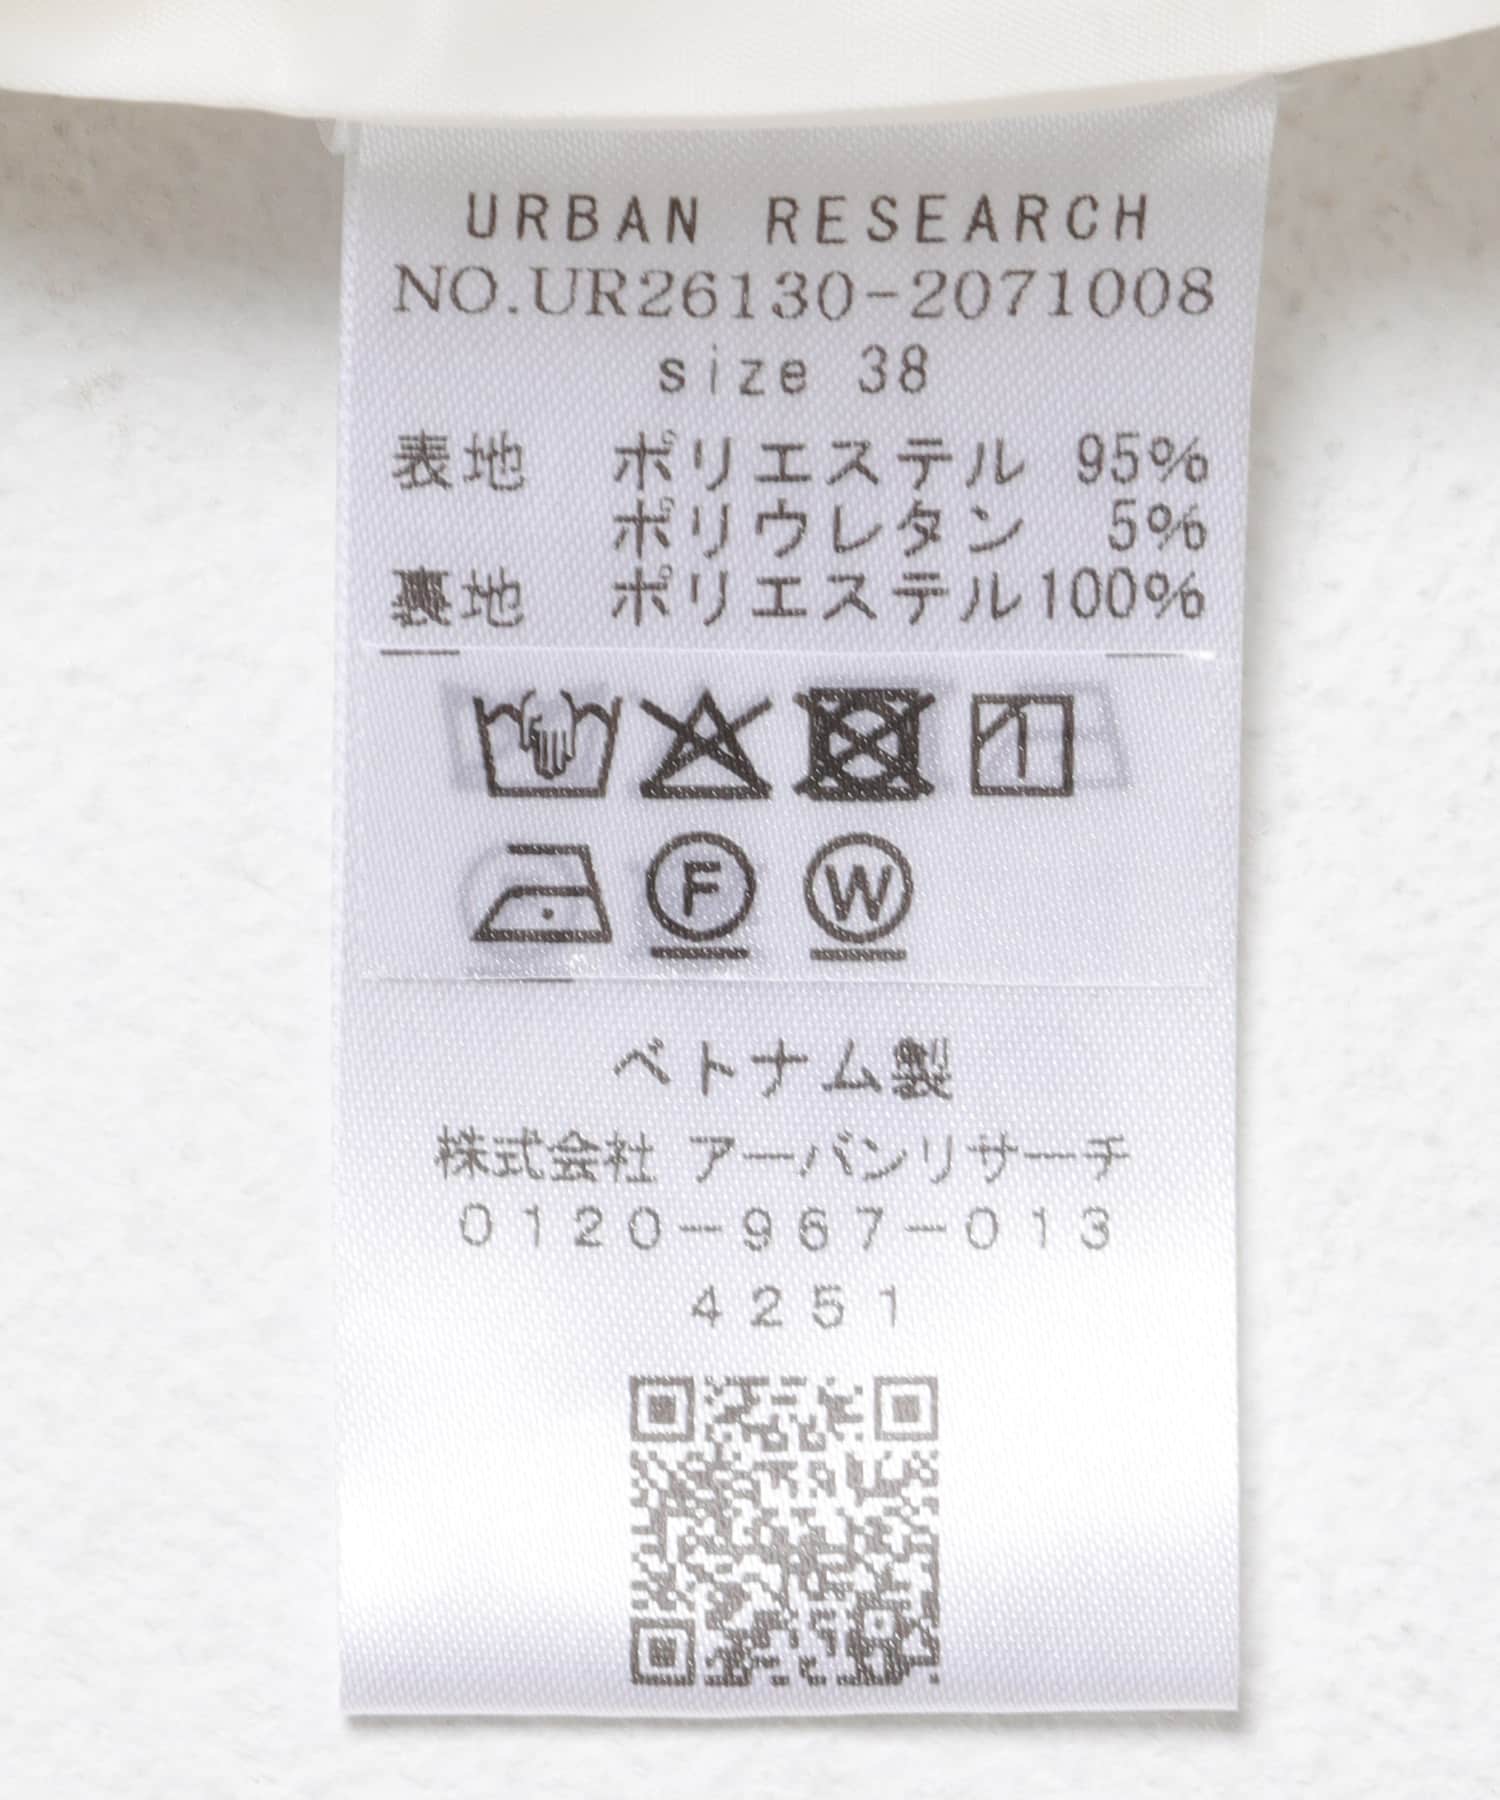 URBAN RESEARCH
NO.UR26130-2071008
size 38
表地 ポリエステル 95%
ポリウレタン 5%
裏地 ポリエステル100%
F W
ベトナム製
株式会社 アーバンリサーチ
0120-967-013
4251